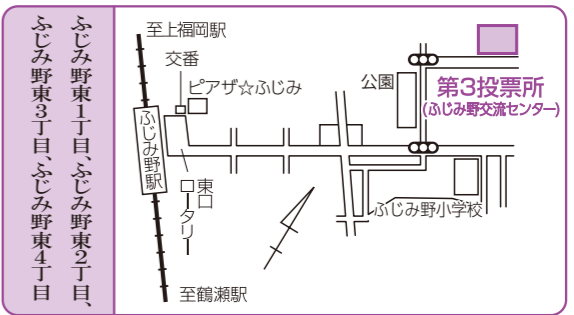 ふじみ野東1丁目、ふじみ野東2丁目、
ふじみ野東3丁目、ふじみ野東4丁目
至上福岡駅
交番
ピアザ☆ふじみ
公園
第3投票所
(ふじみ野交流センター)
ふじみ野駅
東口
ロータリー
ふじみ野小学校
至鶴瀬駅